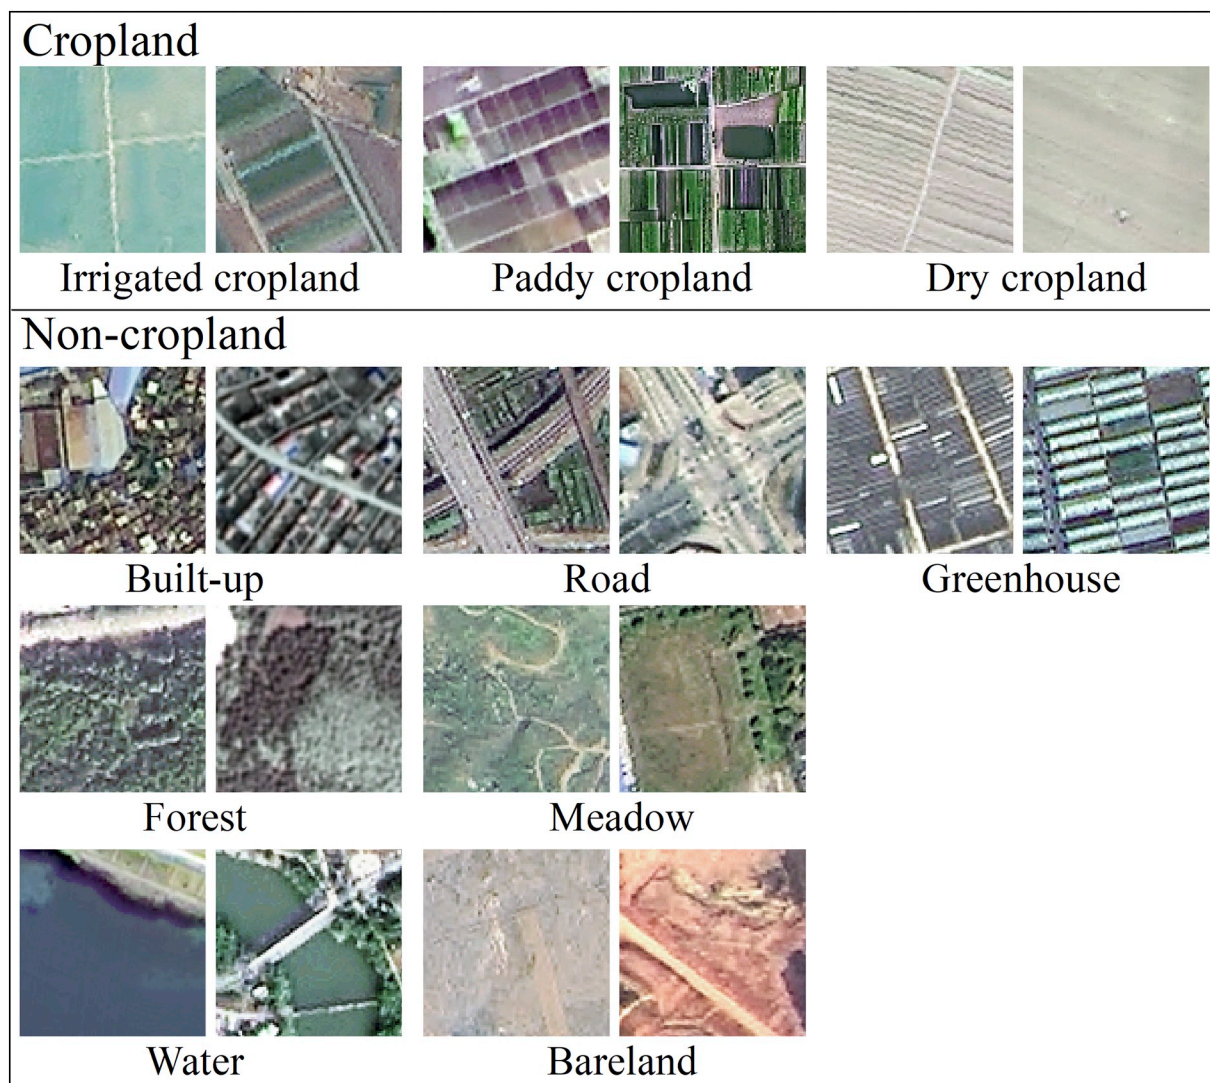 Cropland
Irrigated cropland Paddy cropland Dry cropland
Non-cropland
Built-up Road Greenhouse
Forest Meadow
Water Bareland